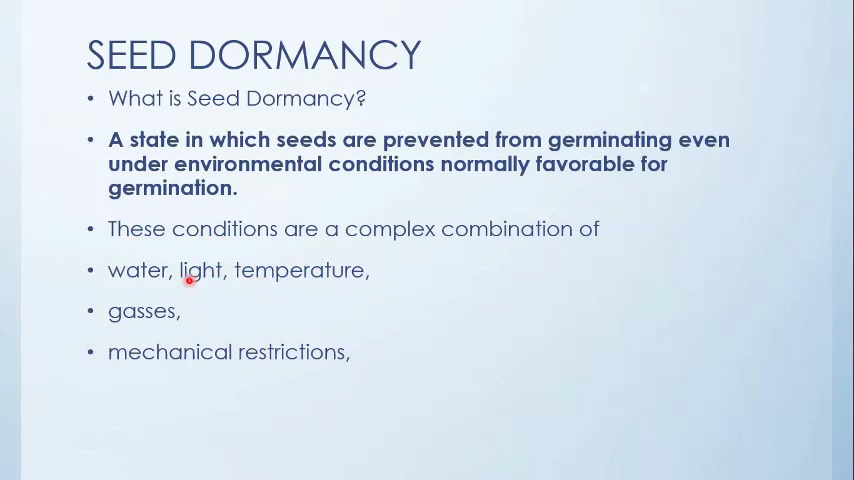 SEED DORMANCY
• What is Seed Dormancy?
• A state in which seeds are prevented from germinating even
under environmental conditions normally favorable for
germination.
• These conditions are a complex combination of
• water, light, temperature,
• gasses,
• mechanical restrictions,